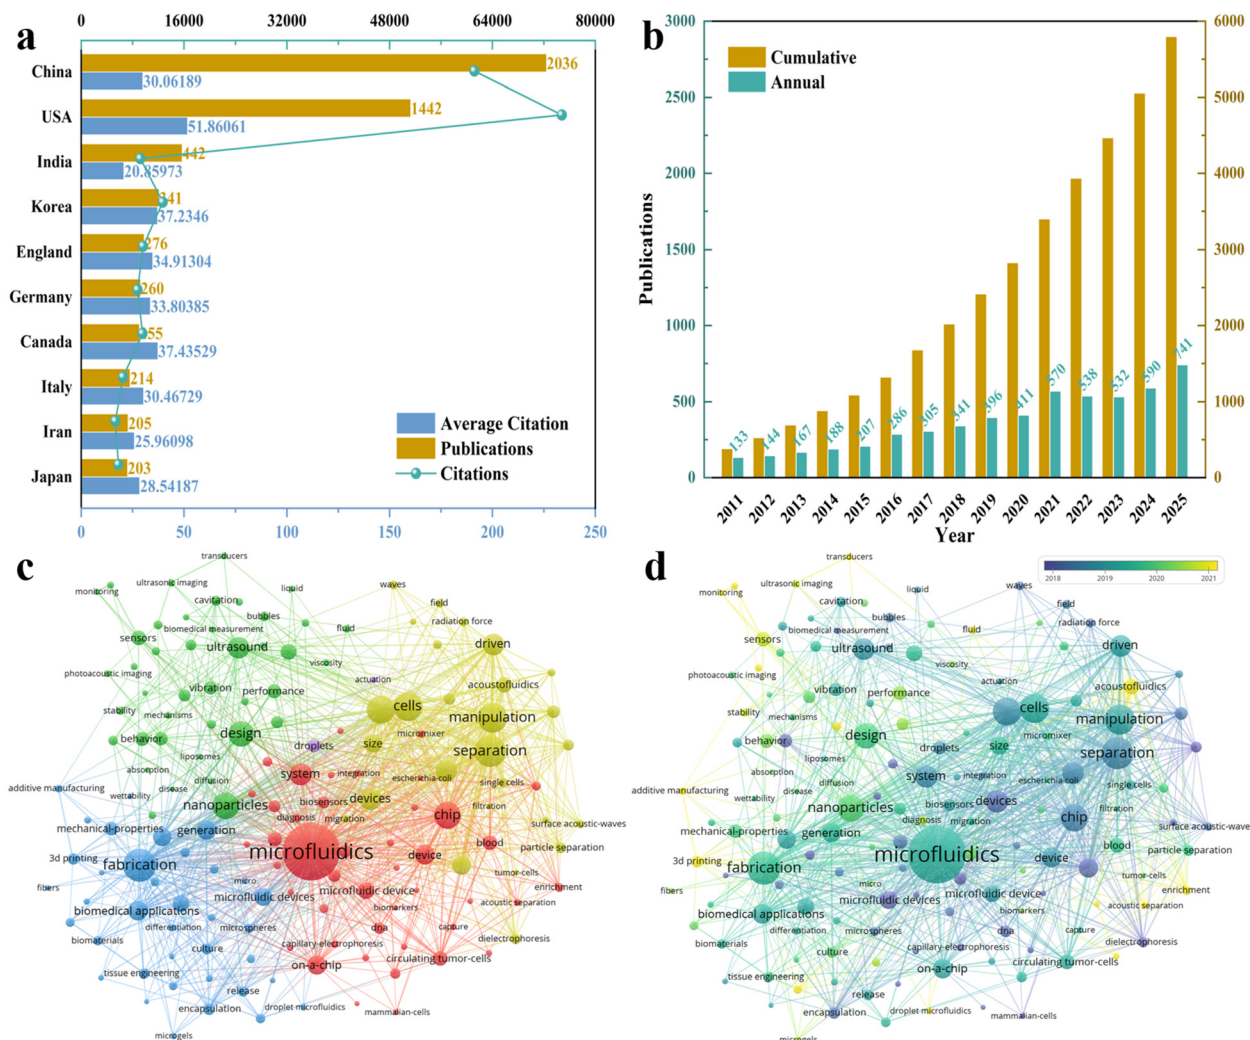 a
0 16000 32000 48000 64000 80000
China 2036
30.06189
USA 1442
51.86061
India 442
20.85973
Korea 341
37.2346
England 276
34.91304
Germany 260
33.80385
Canada 55
37.43529
Italy 214
30.46729
Iran 205
25.96098
Japan 203
28.54187
Average Citation
Publications
Citations
0 50 100 150 200 250
b
Publications
3000
2500
2000
1500
1000
500
0
6000
5000
4000
3000
2000
1000
0
Cumulative
Annual
133 144 167 188 207 286 305 341 396 411 570 538 532 590 741
2011 2012 2013 2014 2015 2016 2017 2018 2019 2020 2021 2022 2023 2024 2025
Year
c
transducers
monitoring
ultrasonic imaging
liquid
waves
cavitation
field
bubbles
radiation force
sensors
biomedical measurement
fluid
ultrasound
driven
viscosity
photoacoustic imaging
actuation
acoustofluidics
vibration
performance
stability
mechanisms
cells
manipulation
behavior
design
droplets
size
micromixer
separation
liposomes
absorption
diffusion
system
integration
escherichia-coli
single cells
additive manufacturing
wettability
disease
nanoparticles
biosensors
devices
filtration
mechanical-properties
generation
diagnosis
migration
chip
surface acoustic-waves
3d printing
fabrication
microfluidics
device
blood
particle separation
fibers
micro
tumor-cells
microfluidic devices
microfluidic device
enrichment
biomedical applications
biomarkers
acoustic separation
differentiation
microspheres
dna
capture
biomaterials
culture
capillary-electrophoresis
dielectrophoresis
tissue engineering
on-a-chip
circulating tumor-cells
release
encapsulation
droplet microfluidics
mammalian-cells
microgels
d
2018 2019 2020 2021
transducers
monitoring
ultrasonic imaging
liquid
waves
cavitation
field
bubbles
radiation force
sensors
biomedical measurement
fluid
ultrasound
driven
viscosity
photoacoustic imaging
actuation
acoustofluidics
vibration
performance
stability
mechanisms
cells
manipulation
behavior
design
droplets
size
micromixer
separation
liposomes
absorption
diffusion
system
integration
escherichia-coli
single cells
additive manufacturing
wettability
disease
nanoparticles
biosensors
devices
filtration
mechanical-properties
generation
diagnosis
migration
chip
surface acoustic-waves
3d printing
fabrication
microfluidics
device
blood
particle separation
fibers
micro
tumor-cells
microfluidic devices
microfluidic device
enrichment
biomedical applications
biomarkers
acoustic separation
differentiation
microspheres
dna
capture
biomaterials
culture
capillary-electrophoresis
dielectrophoresis
tissue engineering
on-a-chip
circulating tumor-cells
release
encapsulation
droplet microfluidics
mammalian-cells
microgels